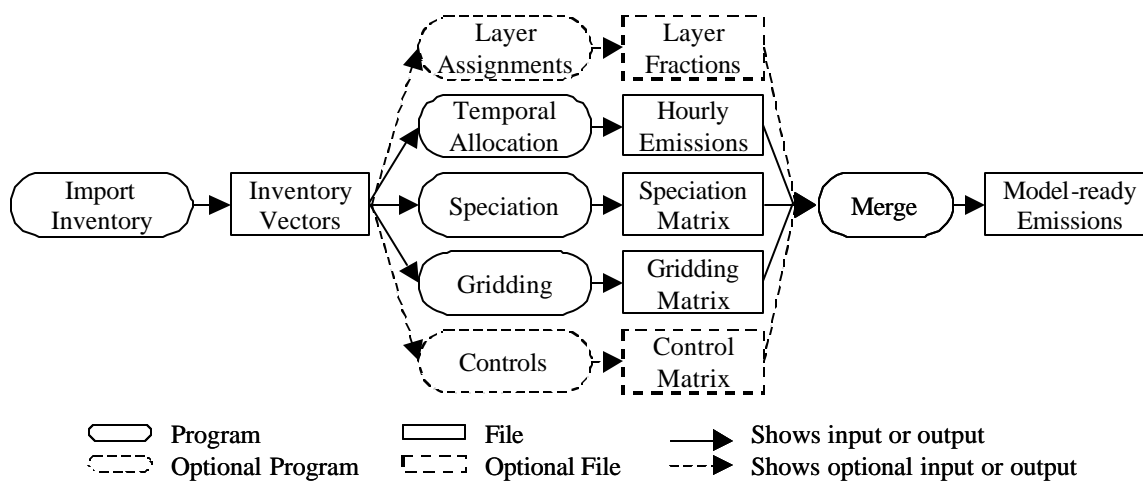 Layer
Assignments
Layer
Fractions
Temporal
Allocation
Hourly
Emissions
Import
Inventory
Inventory
Vectors
Speciation
Speciation
Matrix
Merge
Model-ready
Emissions
Gridding
Gridding
Matrix
Controls
Control
Matrix
Program
File
Shows input or output
Optional Program
Optional File
Shows optional input or output